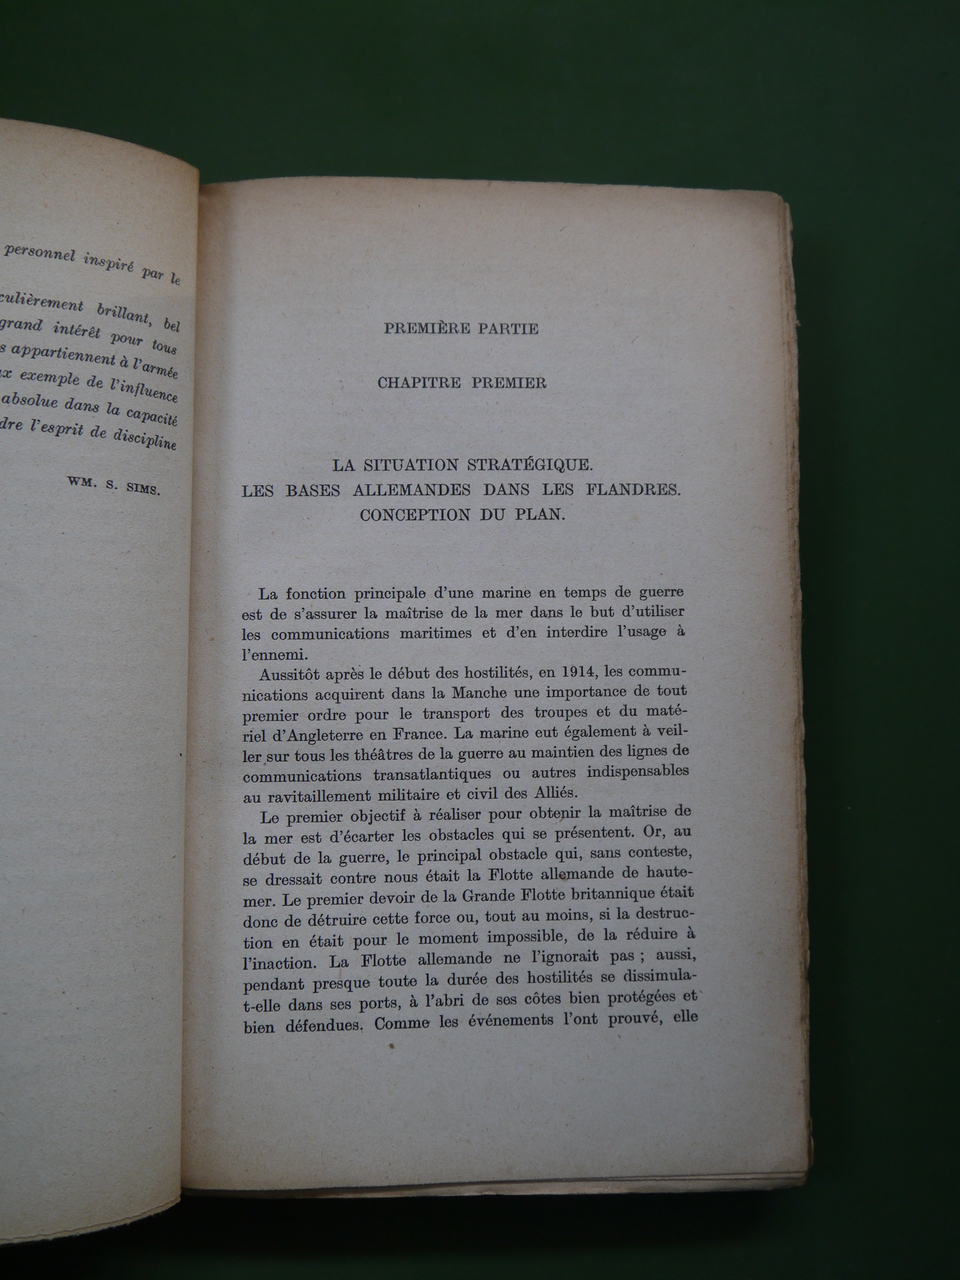 personnel inspiré par le
brillant, bel
grand intérêt pour tous
appartiennent à l'armée
exemple de l'influence
absolue dans la capacité
l'esprit de discipline
WM. S. SIMS.
PREMIÈRE PARTIE
CHAPITRE PREMIER
LA SITUATION STRATÉGIQUE.
LES BASES ALLEMANDES DANS LES FLANDRES.
CONCEPTION DU PLAN.
La fonction principale d'une marine en temps de guerre
est de s'assurer la maîtrise de la mer dans le but d'utiliser
les communications maritimes et d'en interdire l'usage à
l'ennemi.
Aussitôt après le début des hostilités, en 1914, les commu-
nications acquirent dans la Manche une importance de tout
premier ordre pour le transport des troupes et du maté-
riel d'Angleterre en France. La marine eut également à veil-
ler sur tous les théâtres de la guerre au maintien des lignes de
communications transatlantiques ou autres indispensables
au ravitaillement militaire et civil des Alliés.
Le premier objectif à réaliser pour obtenir la maîtrise de
la mer est d'écarter les obstacles qui se présentent. Or, au
début de la guerre, le principal obstacle qui, sans conteste,
se dressait contre nous était la Flotte allemande de haute-
mer. Le premier devoir de la Grande Flotte britannique était
donc de détruire cette force ou, tout au moins, si la destruc-
tion en était pour le moment impossible, de la réduire à
l'inaction. La Flotte allemande ne l'ignorait pas ; aussi,
pendant presque toute la durée des hostilités se dissimula-
t-elle dans ses ports, à l'abri de ses côtes bien protégées et
bien défendues. Comme les événements l'ont prouvé, elle